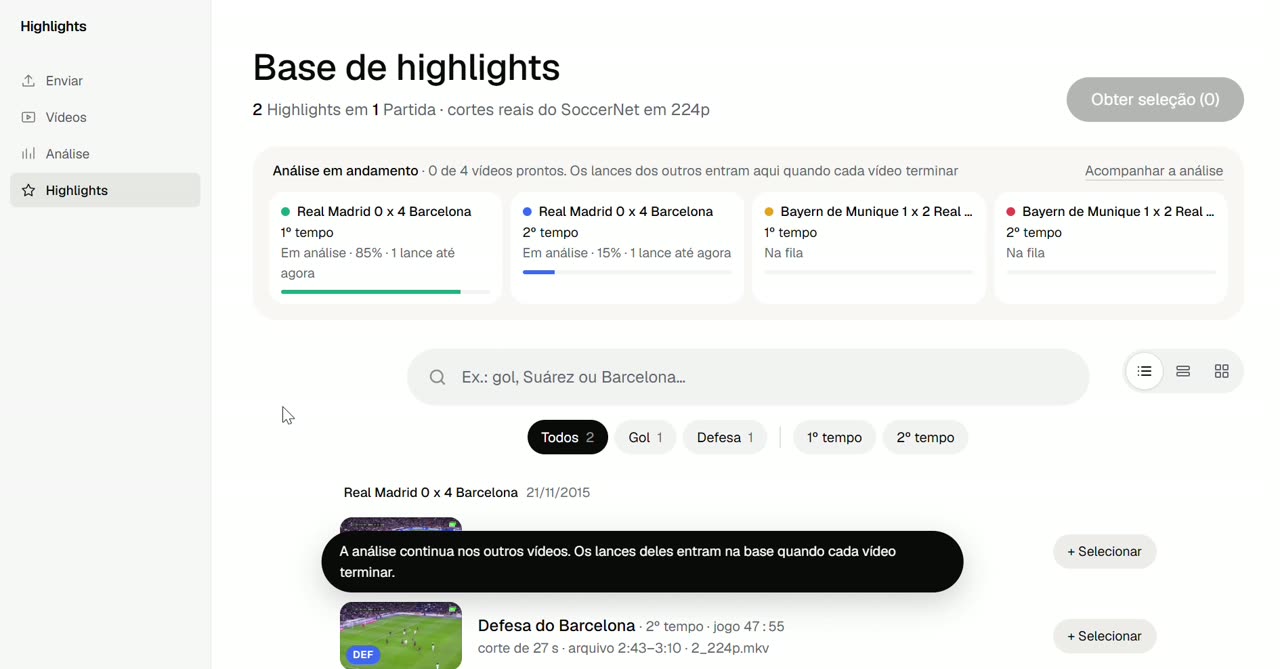 Highlights
Enviar
Vídeos
Análise
Highlights
Base de highlights
2 Highlights em 1 Partida · cortes reais do SoccerNet em 224p
Obter seleção (0)
Análise em andamento · 0 de 4 vídeos prontos. Os lances dos outros entram aqui quando cada vídeo terminar
Acompanhar a análise
Real Madrid 0 x 4 Barcelona
1º tempo
Em análise · 85% · 1 lance até
agora
Real Madrid 0 x 4 Barcelona
2º tempo
Em análise · 15% · 1 lance até agora
Bayern de Munique 1 x 2 Real ...
1º tempo
Na fila
Bayern de Munique 1 x 2 Real ...
2º tempo
Na fila
Ex.: gol, Suárez ou Barcelona...
Todos 2
Gol 1
Defesa 1
1º tempo
2º tempo
Real Madrid 0 x 4 Barcelona 21/11/2015
A análise continua nos outros vídeos. Os lances deles entram na base quando cada vídeo
terminar.
+ Selecionar
DEF
Defesa do Barcelona · 2º tempo · jogo 47:55
corte de 27 s · arquivo 2:43–3:10 · 2_224p.mkv
+ Selecionar